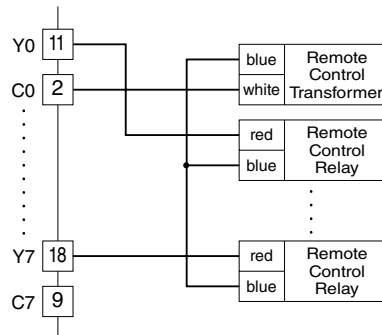 Y0 11
C0 2
Y7 18
C7 9
blue
white
Remote
Control
Transformer
red
blue
Remote
Control
Relay
red
blue
Remote
Control
Relay